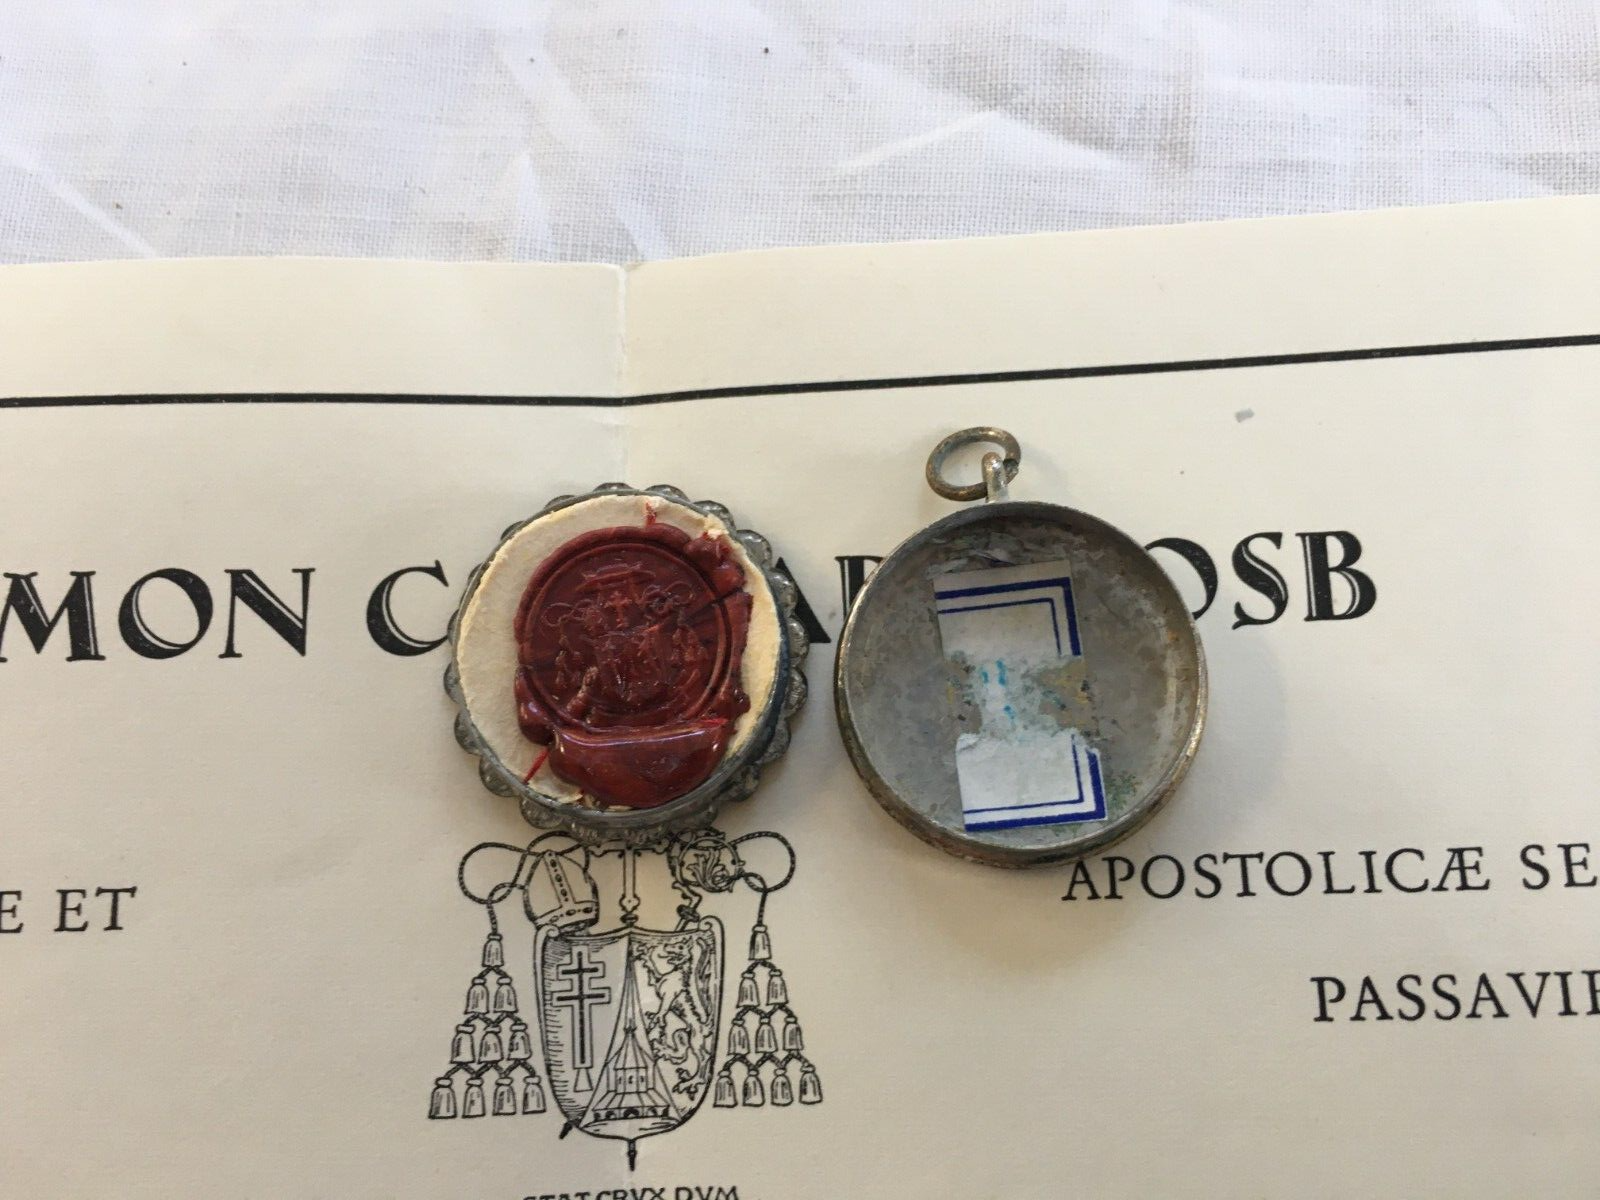 MON OSB
E ET
APOSTOLICÆ SE
PASSAVIE
STAT CRVX DVM